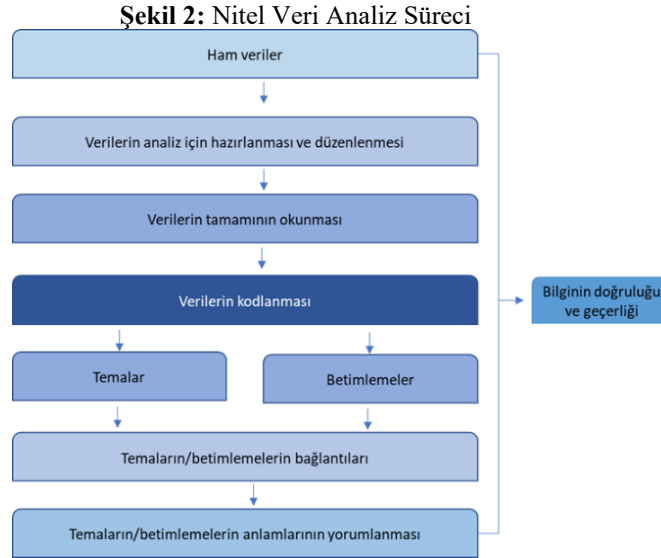 Şekil 2: Nitel Veri Analiz Süreci
Ham veriler
Verilerin analiz için hazırlanması ve düzenlenmesi
Verilerin tamamının okunması
Verilerin kodlanması
Bilginin doğruluğu
ve geçerliği
Temalar
Betimlemeler
Temaların/betimlemelerin bağlantıları
Temaların/betimlemelerin anlamlarının yorumlanması